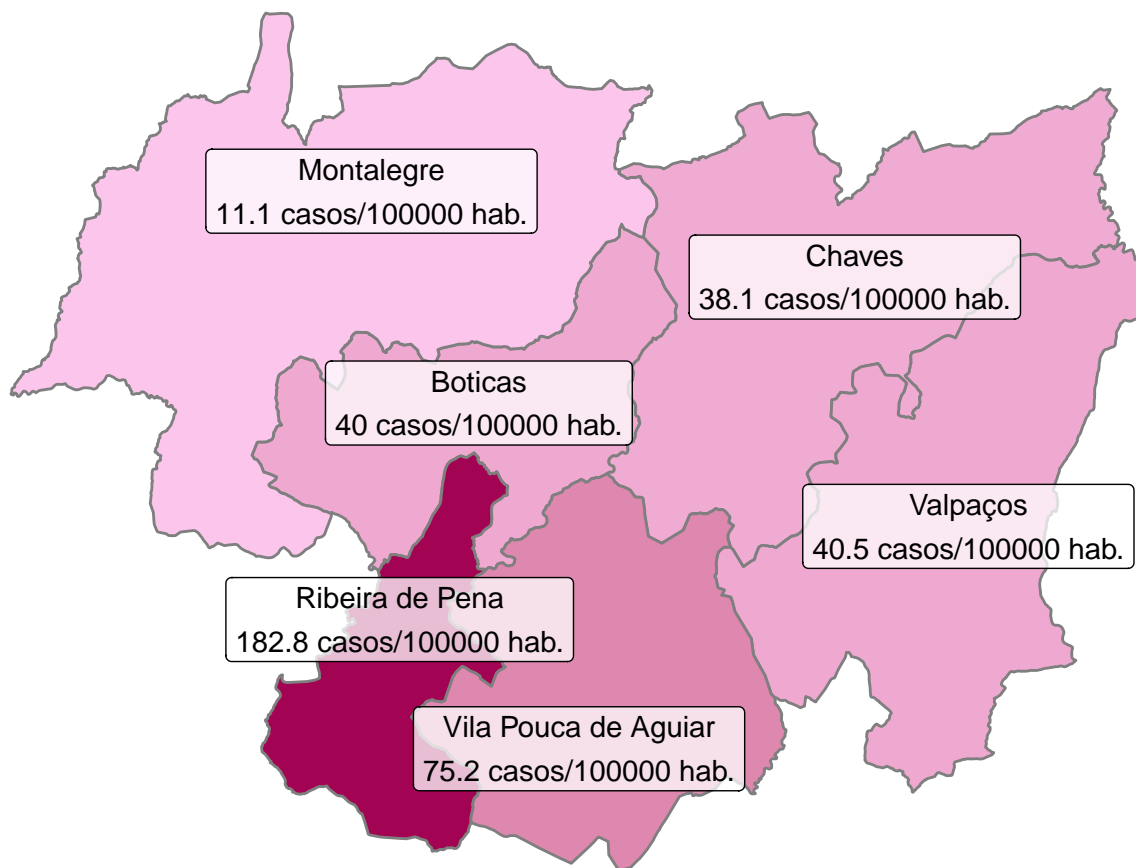 Montalegre
11.1 casos/100000 hab.
Chaves
38.1 casos/100000 hab.
Boticas
40 casos/100000 hab.
Valpaços
40.5 casos/100000 hab.
Ribeira de Pena
182.8 casos/100000 hab.
Vila Pouca de Aguiar
75.2 casos/100000 hab.